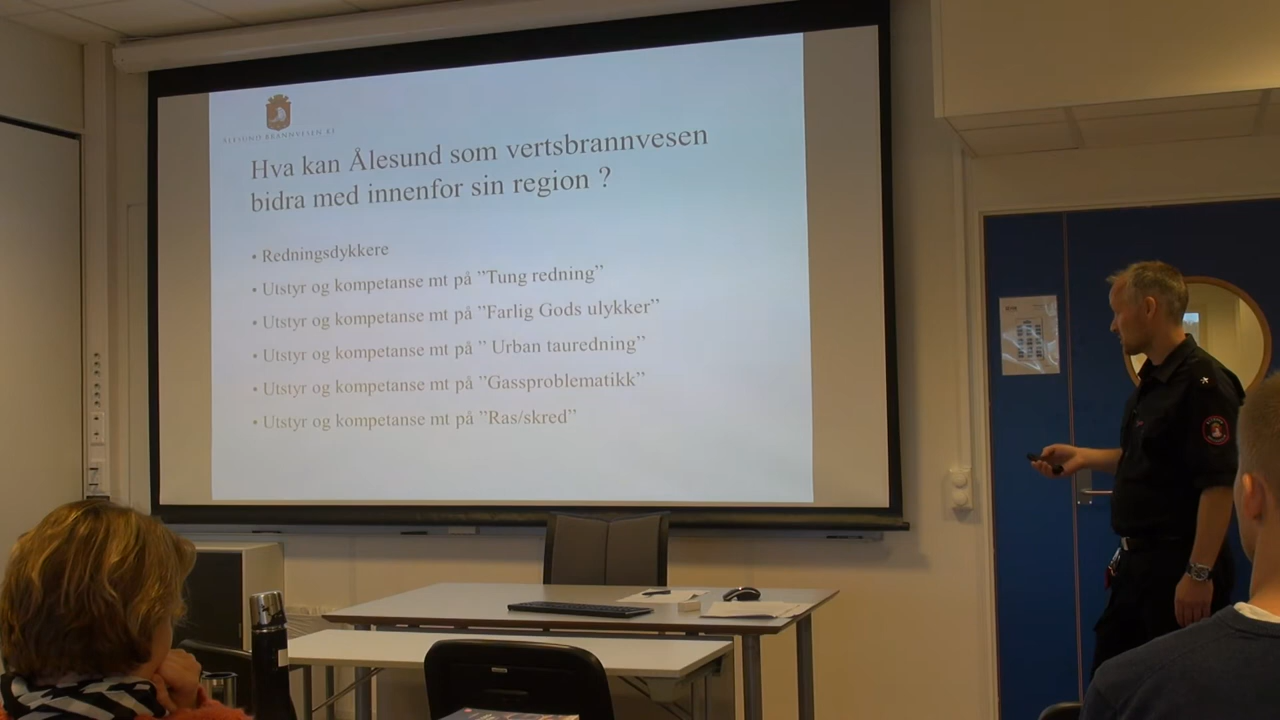 ÅLESUND BRANNVESEN KF
Hva kan Ålesund som vertsbrannvesen
bidra med innenfor sin region ?
• Redningsdykkere
• Utstyr og kompetanse mt på ”Tung redning”
• Utstyr og kompetanse mt på ”Farlig Gods ulykker”
• Utstyr og kompetanse mt på ” Urban tauredning”
• Utstyr og kompetanse mt på ”Gassproblematikk”
• Utstyr og kompetanse mt på ”Ras/skred”